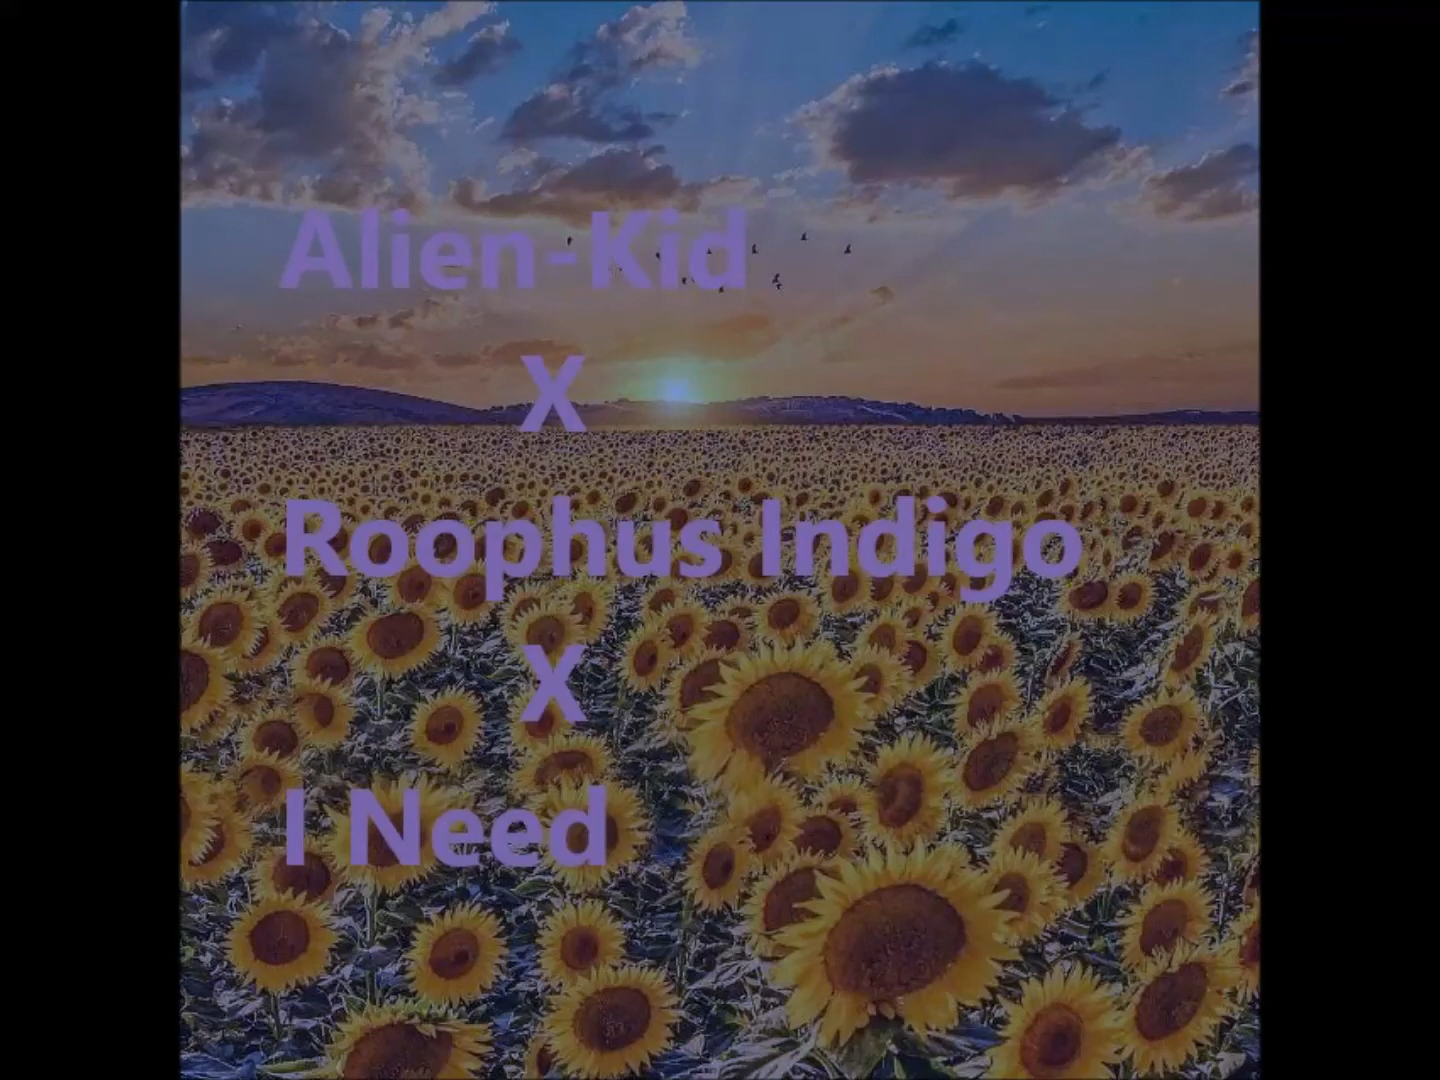 Alien-Kid
X
Roophus Indigo
X
I Need